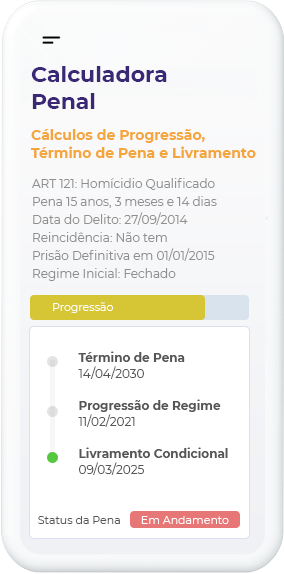 Calculadora
Penal
Cálculos de Progressão,
Término de Pena e Livramento
ART 121: Homícidio Qualificado
Pena 15 anos, 3 meses e 14 dias
Data do Delito: 27/09/2014
Reincidência: Não tem
Prisão Definitiva em 01/01/2015
Regime Inicial: Fechado
Progressão
Término de Pena
14/04/2030
Progressão de Regime
11/02/2021
Livramento Condicional
09/03/2025
Status da Pena
Em Andamento